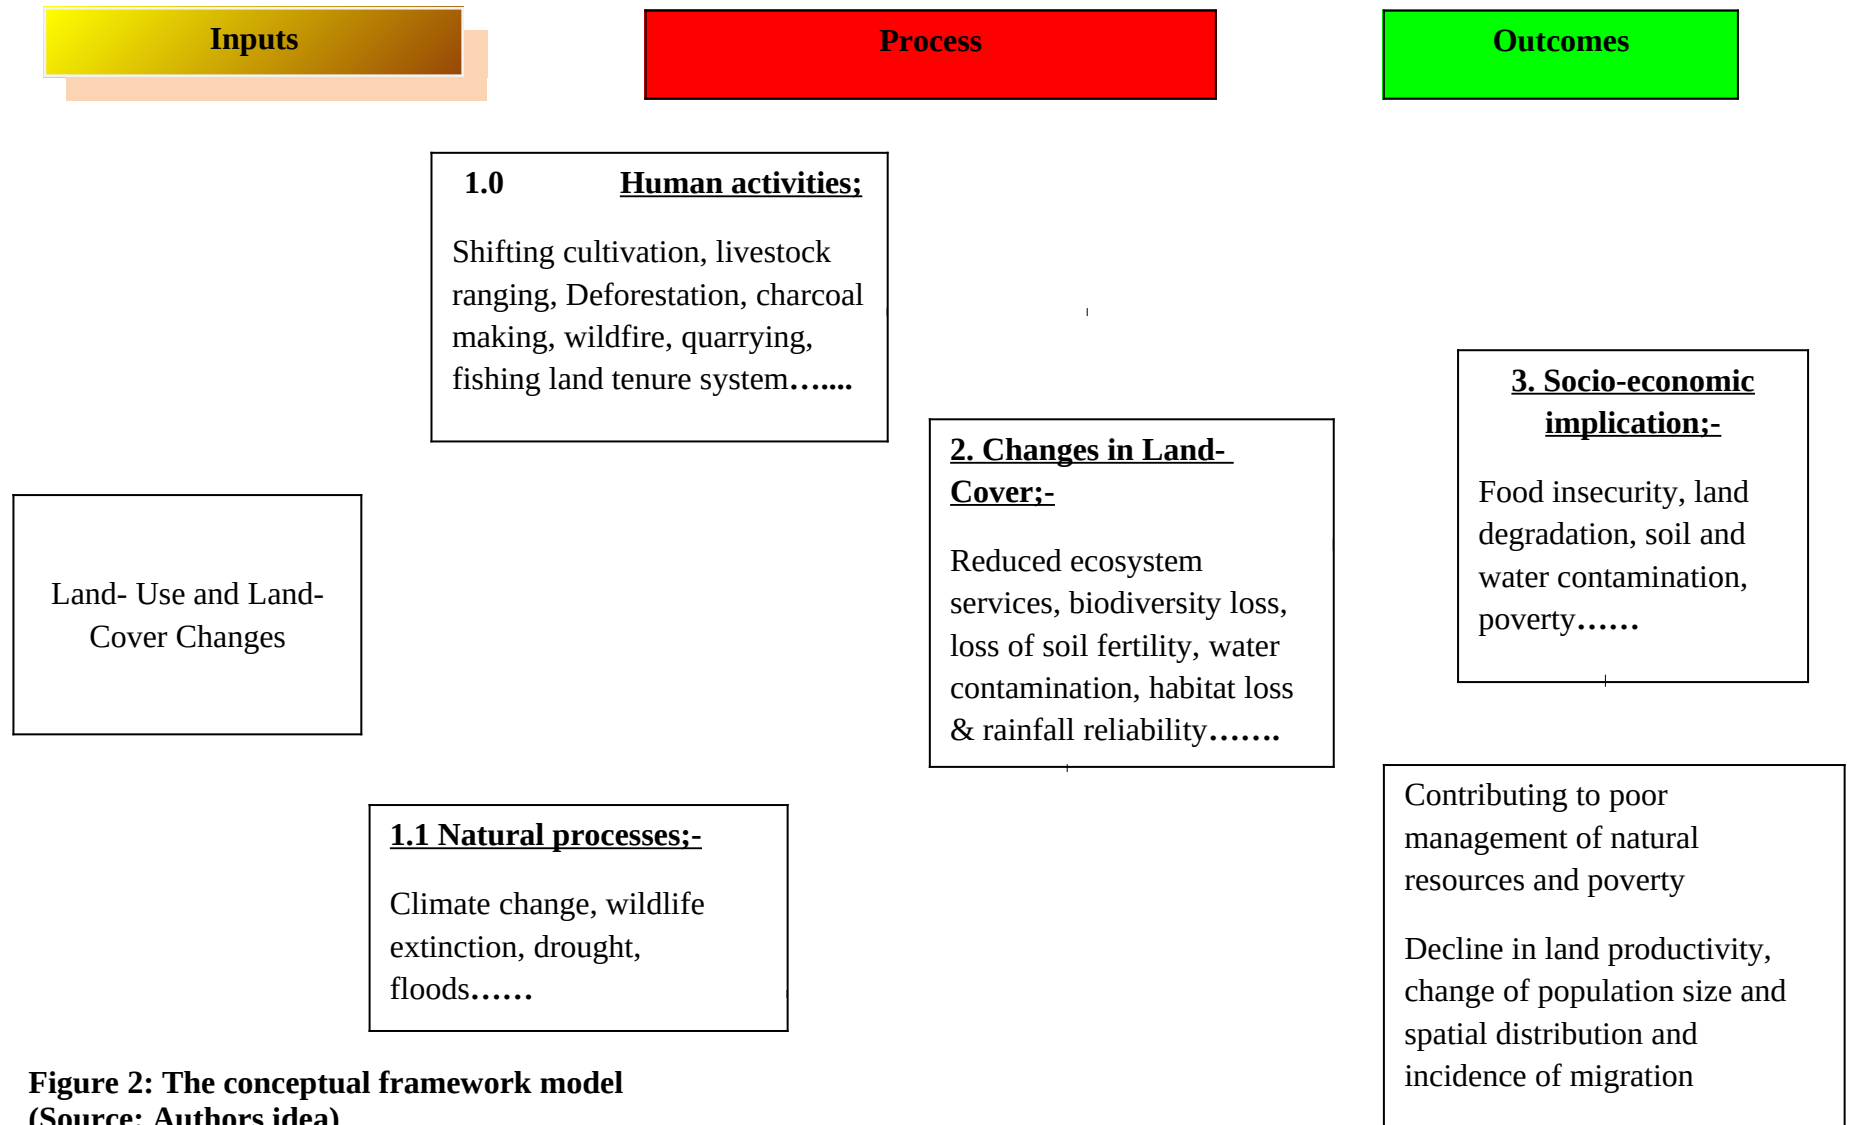 Inputs
Process
Outcomes
1.0 Human activities;
Shifting cultivation, livestock
ranging, Deforestation, charcoal
making, wildfire, quarrying,
fishing land tenure system…....
Land- Use and Land-
Cover Changes
1.1 Natural processes;-
Climate change, wildlife
extinction, drought,
floods……
2. Changes in Land-
Cover;-
Reduced ecosystem
services, biodiversity loss,
loss of soil fertility, water
contamination, habitat loss
& rainfall reliability…….
3. Socio-economic
implication;-
Food insecurity, land
degradation, soil and
water contamination,
poverty……
Contributing to poor
management of natural
resources and poverty
Decline in land productivity,
change of population size and
spatial distribution and
incidence of migration
Figure 2: The conceptual framework model
(Source: Authors idea)